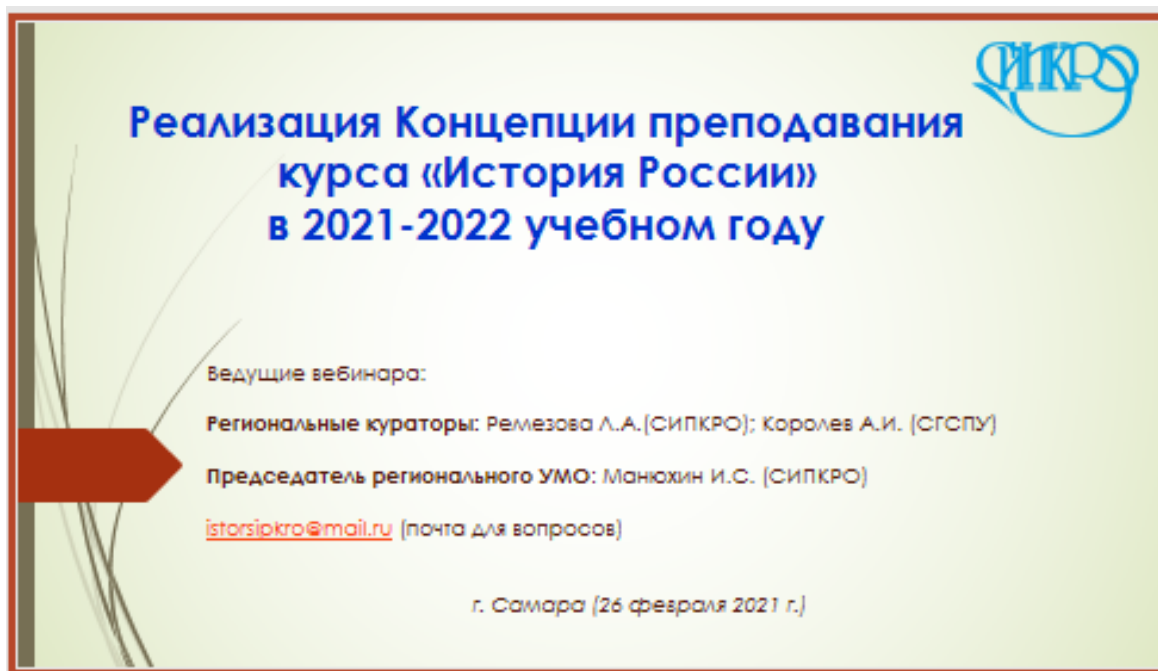 СИПКРО
Реализация Концепции преподавания
курса «История России»
в 2021-2022 учебном году
Ведущие вебинара:
Региональные кураторы: Ремезова Л.А.(СИПКРО); Королев А.И. (СГСПУ)
Председатель регионального УМО: Манюхин И.С. (СИПКРО)
istorsipkro@mail.ru (почта для вопросов)
г. Самара (26 февраля 2021 г.)